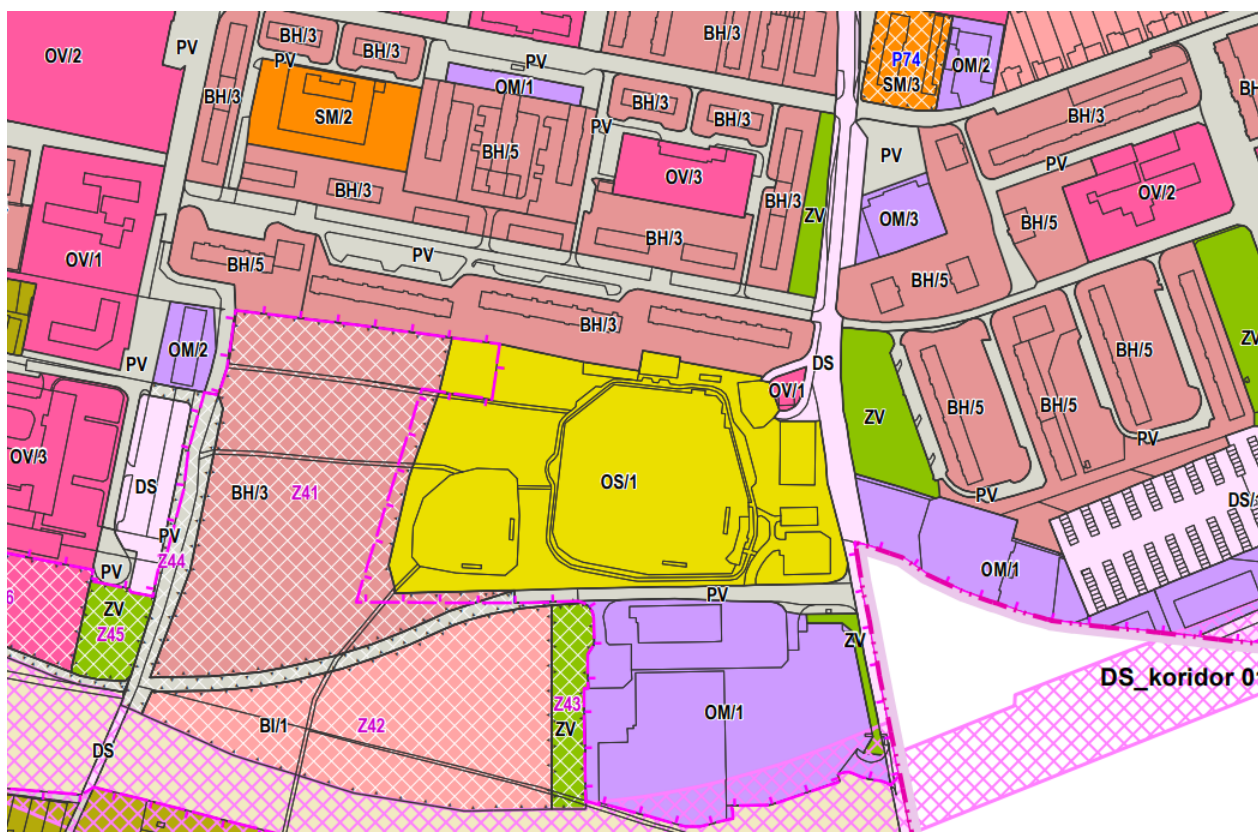 OV/2
PV
BH/3
BH/3
PV
PV
BH/3
P74
SM/3
OM/2
BH/3
OM/1
SM/2
BH/3
BH/3
BH/3
PV
BH/5
PV
PV
BH/3
OV/3
OV/2
BH/3
BH/3
ZV
OM/3
BH/5
OV/1
BH/5
PV
BH/3
BH/5
BH/3
OM/2
PV
DS
ZV
BH/5
OV/1
ZV
BH/5
PV
OV/3
DS
BH/3
Z41
OS/1
PV
DS/
PV
Z44
PV
OM/1
ZV
Z45
PV
ZV
DS_koridor 01
BI/1
Z42
Z43
ZV
OM/1
DS